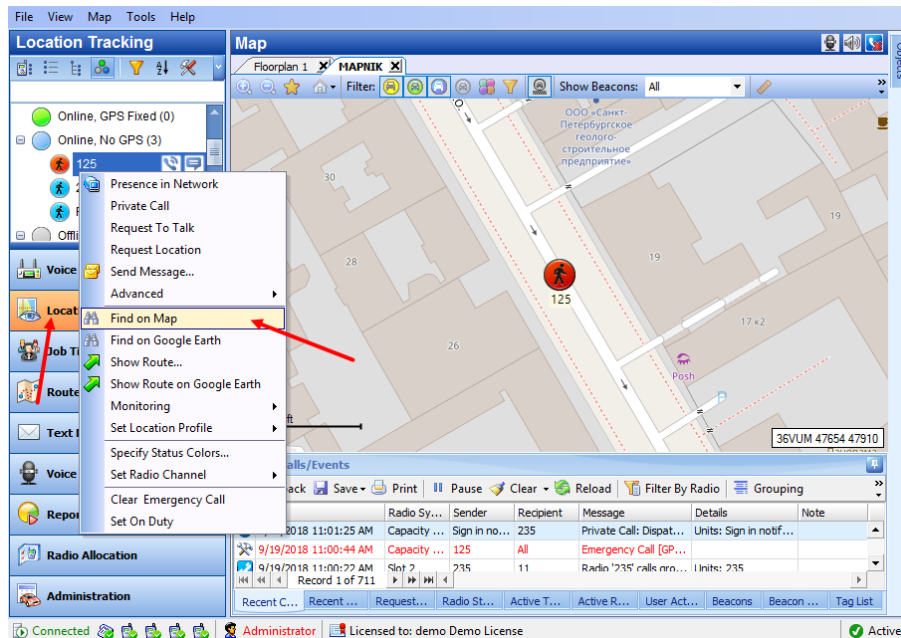 File View Map Tools Help
Location Tracking
Map
Floorplan 1 X MAPNIK X
Objects
Filter:
Show Beacons: All
Online, GPS Fixed (0)
Online, No GPS (3)
125
Presence in Network
Private Call
Request To Talk
Request Location
Send Message...
Advanced
Find on Map
Find on Google Earth
Show Route...
Show Route on Google Earth
Monitoring
Set Location Profile
Specify Status Colors...
Set Radio Channel
Clear Emergency Call
Set On Duty
Voice
Job Ti
Route
Text
Voice
Radio Allocation
Administration
ООО «Санкт-
Петербургское
геолого-
строительное
предприятие»
30
19
28
19
125
17 к2
26
Posh
ft
36VUM 47654 47910
alls/Events
Save Print Pause Clear Reload Filter By Radio Grouping
Radio Sy... Sender Recipient Message Details Note
2018 11:01:25 AM Capacity ... Sign in no... 235 Private Call: Dispat... Units: Sign in notif...
9/19/2018 11:00:44 AM Capacity ... 125 All Emergency Call [GP...
9/19/2018 11:00:22 AM Slot 2 235 11 Radio '235' calls gro... Units: 235
Record 1 of 711
Recent C... Recent ... Request... Radio St... Active T... Active R... User Act... Beacons Beacon ... Tag List
Connected Administrator Licensed to: demo Demo License Active